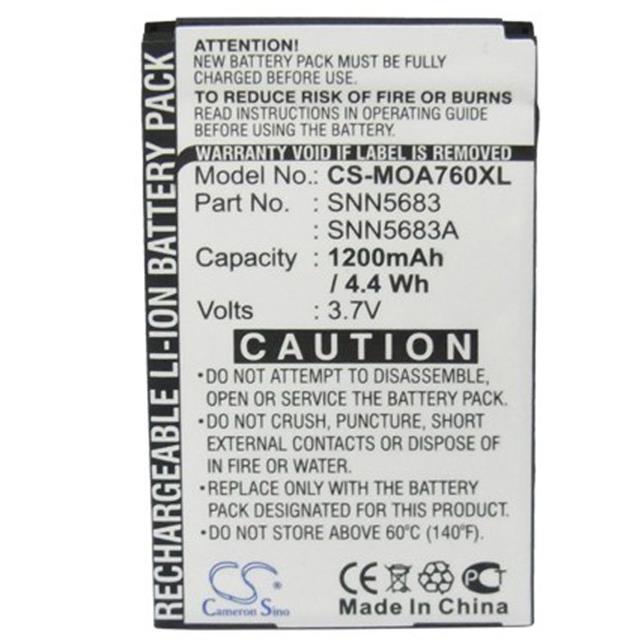 RECHARGEABLE LI-ION BATTERY PACK
ATTENTION!
NEW BATTERY PACK MUST BE FULLY
CHARGED BEFORE USE.
TO REDUCE RISK OF FIRE OR BURNS
READ INSTRUCTIONS IN OPERATING GUIDE
BEFORE USING THE BATTERY.
WARRANTY VOID IF LABEL IS REMOVED
Model No.: CS-MOA760XL
Part No. : SNN5683
: SNN5683A
Capacity : 1200mAh
/ 4.4 Wh
Volts : 3.7V
CAUTION
•DO NOT ATTEMPT TO DISASSEMBLE,
OPEN OR SERVICE THE BATTERY PACK.
•DO NOT CRUSH, PUNCTURE, SHORT
EXTERNAL CONTACTS OR DISPOSE OF
IN FIRE OR WATER.
•REPLACE ONLY WITH THE BATTERY
PACK DESIGNATED FOR THIS DEVICE.
•DO NOT STORE ABOVE 60°C (140°F).
CS
Cameron Sino
CE
PCT
Made In China